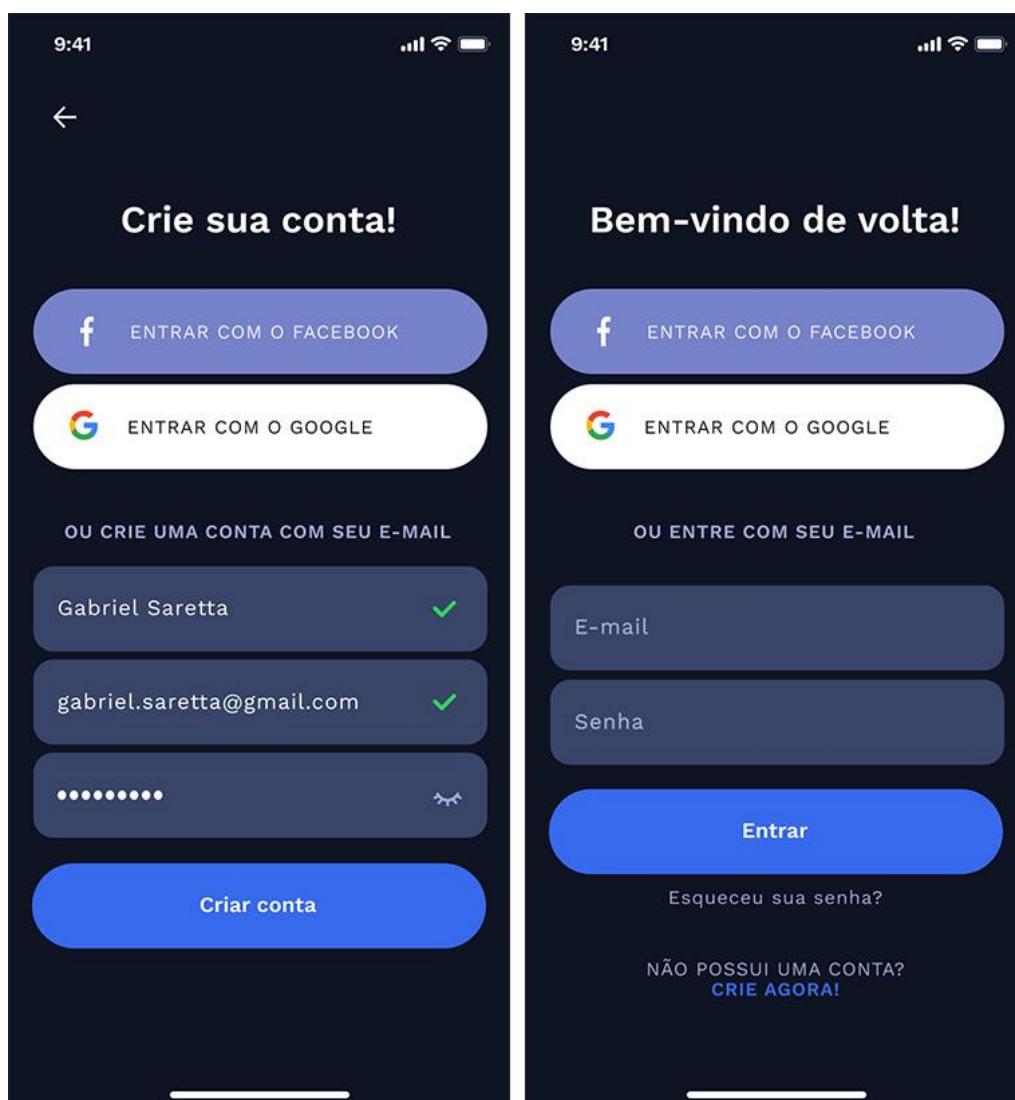 9:41
Crie sua conta!
ENTRAR COM O FACEBOOK
ENTRAR COM O GOOGLE
OU CRIE UMA CONTA COM SEU E-MAIL
Gabriel Saretta
gabriel.saretta@gmail.com
•••••••••
Criar conta
9:41
Bem-vindo de volta!
ENTRAR COM O FACEBOOK
ENTRAR COM O GOOGLE
OU ENTRE COM SEU E-MAIL
E-mail
Senha
Entrar
Esqueceu sua senha?
NÃO POSSUI UMA CONTA?
CRIE AGORA!